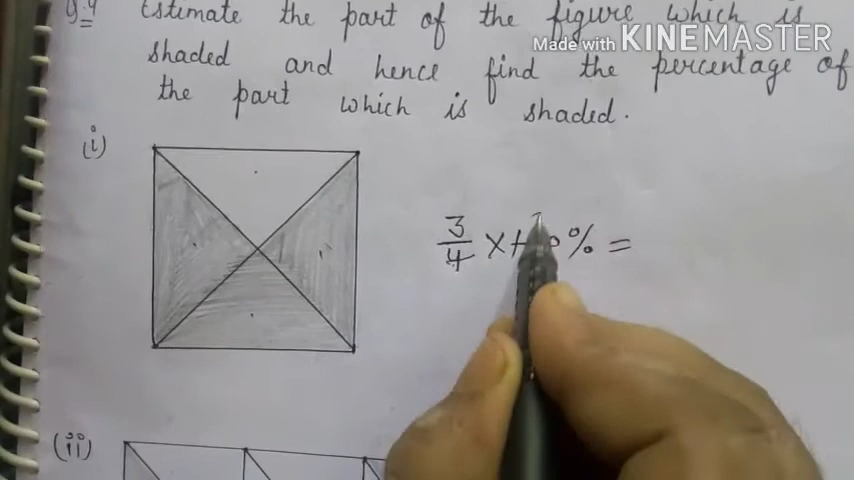 Q.4 Estimate the part of the figure which is
Made with KINEMASTER
shaded and hence find the percentage of
the part which is shaded.
(i)
3/4 × % =
(ii)